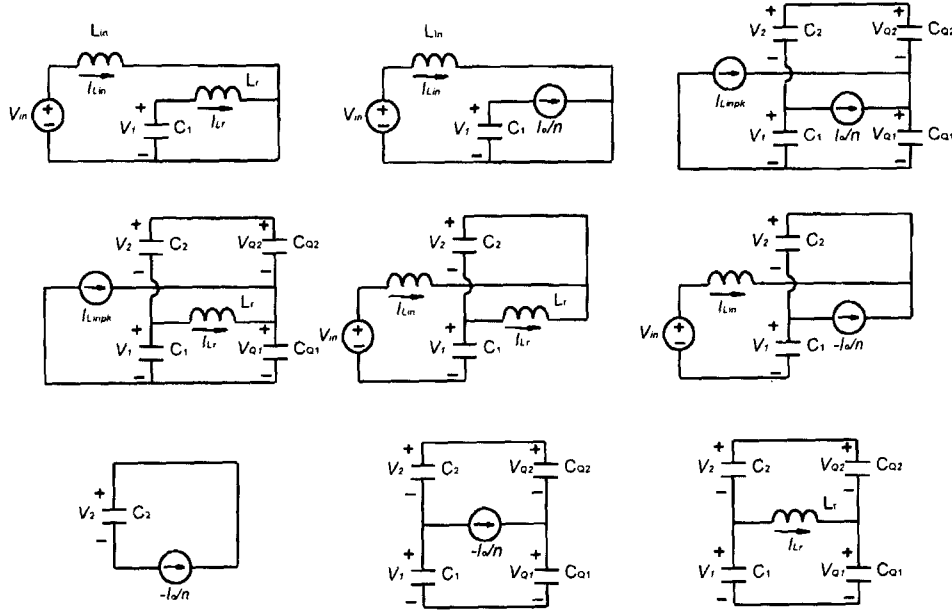 Lin
ILin
Lr
Vin
V1
C1
ILr
Lin
ILin
Vin
V1
C1
Io/n
V2
C2
VQ2
CQ2
ILinpk
V1
C1
Io/n
VQ1
CQ1
V2
C2
VQ2
CQ2
ILinpk
Lr
V1
C1
ILr
VQ1
CQ1
V2
C2
ILin
Lr
Vin
V1
C1
ILr
V2
C2
ILin
Vin
V1
C1
-Io/n
V2
C2
-Io/n
V2
C2
VQ2
CQ2
-Io/n
V1
C1
VQ1
CQ1
V2
C2
VQ2
CQ2
Lr
ILr
V1
C1
VQ1
CQ1